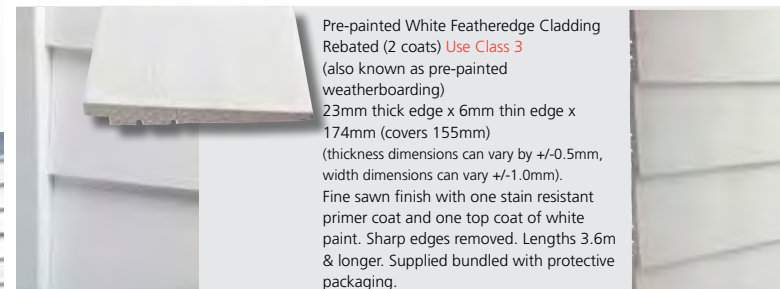 Pre-painted White Featheredge Cladding
Rebated (2 coats) Use Class 3
(also known as pre-painted
weatherboarding)
23mm thick edge x 6mm thin edge x
174mm (covers 155mm)
(thickness dimensions can vary by +/-0.5mm,
width dimensions can vary +/-1.0mm).
Fine sawn finish with one stain resistant
primer coat and one top coat of white
paint. Sharp edges removed. Lengths 3.6m
& longer. Supplied bundled with protective
packaging.